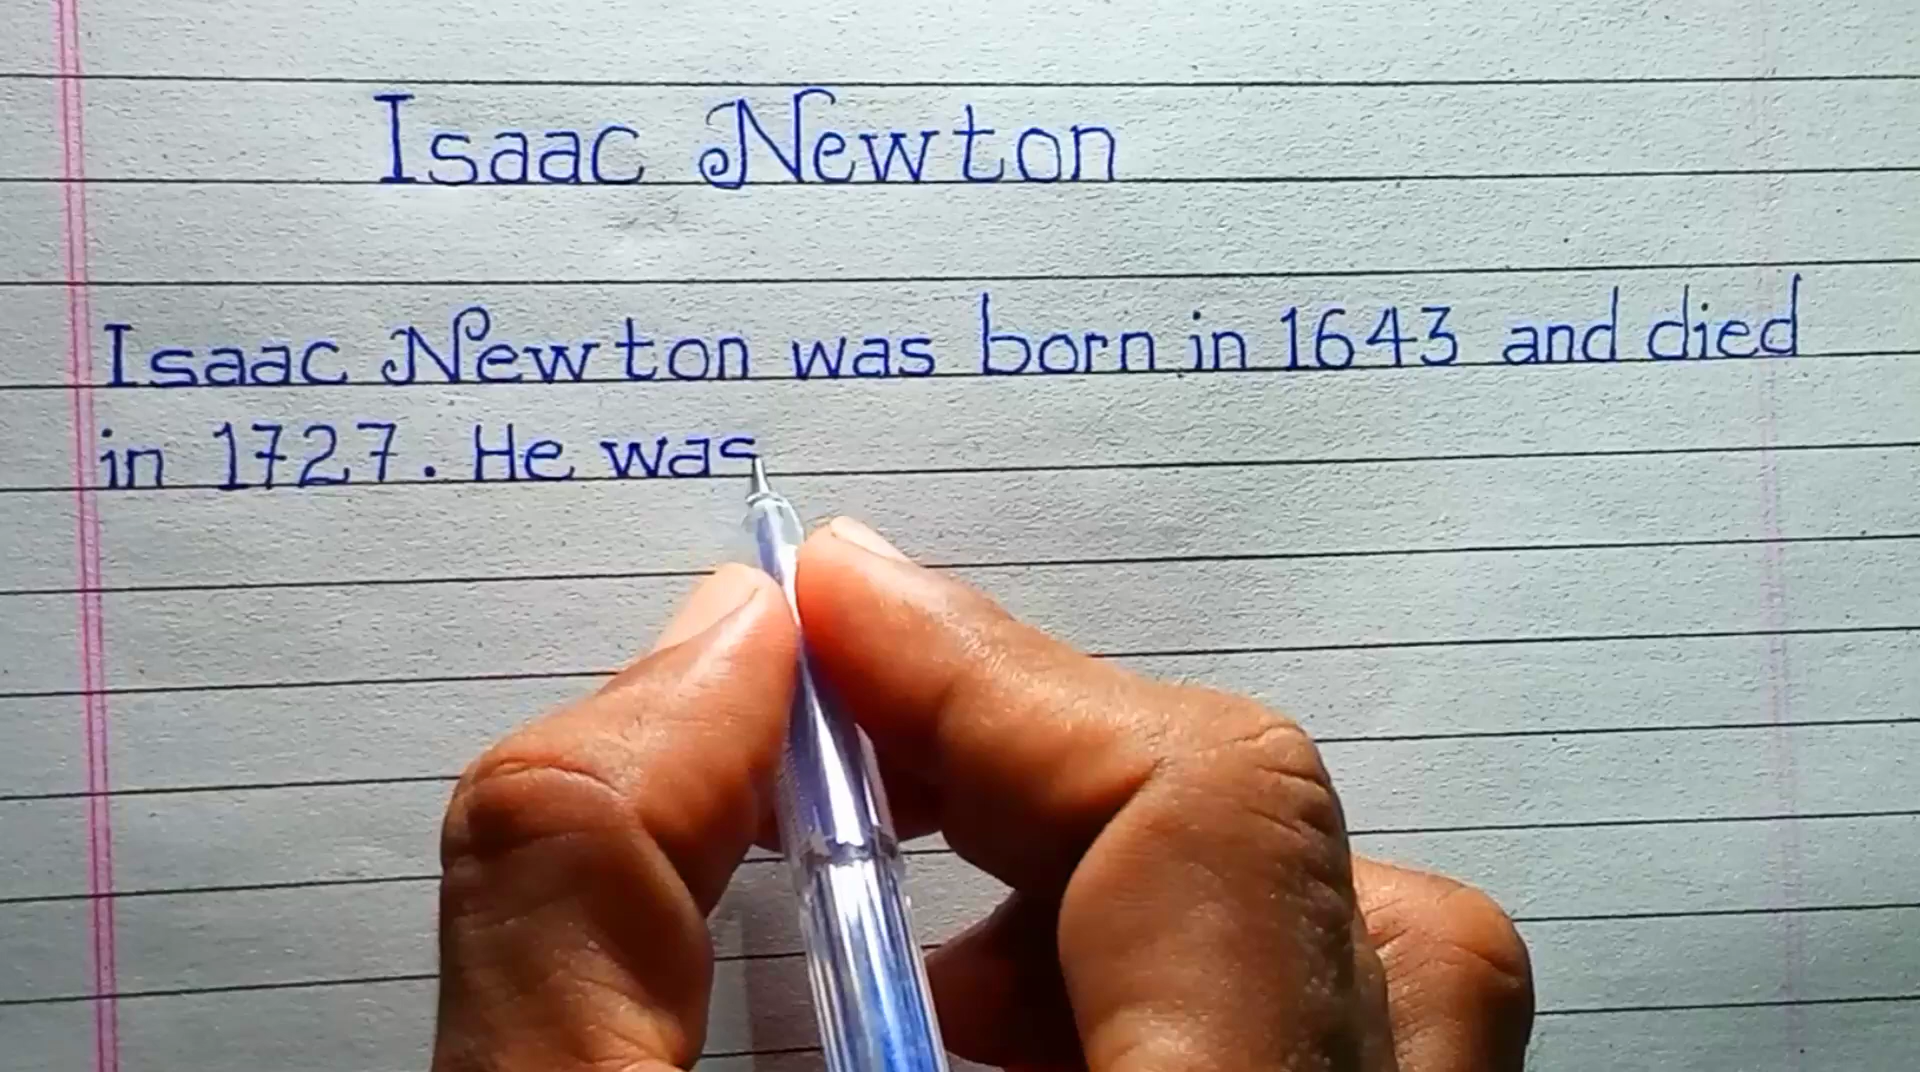 Isaac Newton
Isaac Newton was born in 1643 and died
in 1727. He was